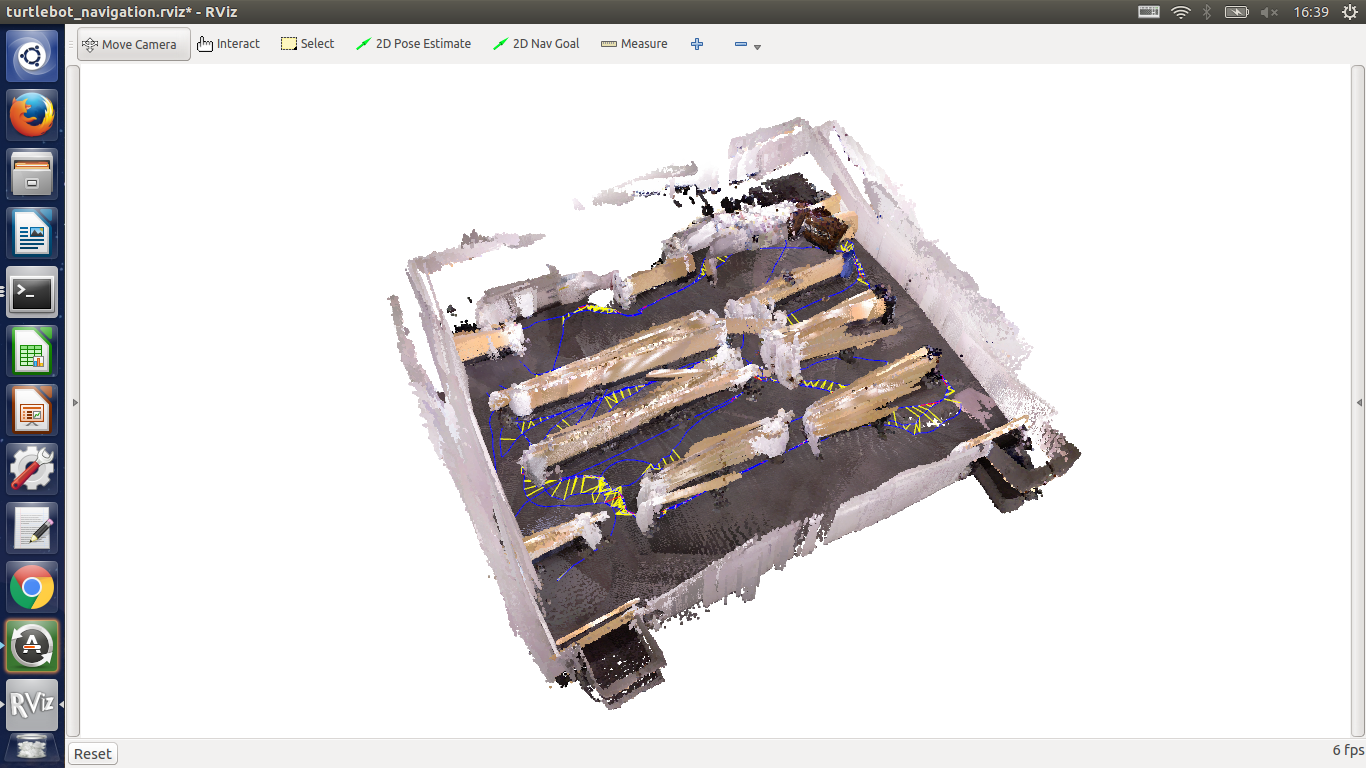 turtlebot_navigation.rviz* - RViz
16:39
Move Camera
Interact
Select
2D Pose Estimate
2D Nav Goal
Measure
RViz
Reset
6 fps